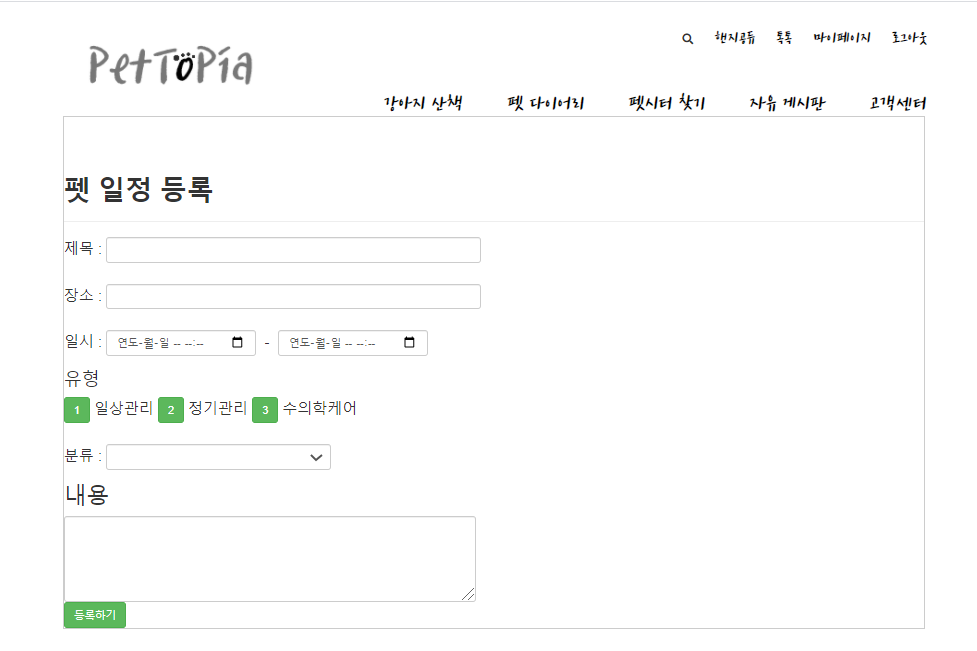 현지공듀 톡톡 마이페이지 로그아웃
PetTopia
강아지 산책 펫 다이어리 펫시터 찾기 자유 게시판 고객센터
펫 일정 등록
제목 :
장소 :
일시 : 연도-월-일 -- --:-- - 연도-월-일 -- --:--
유형
1 일상관리 2 정기관리 3 수의학케어
분류 :
내용
등록하기